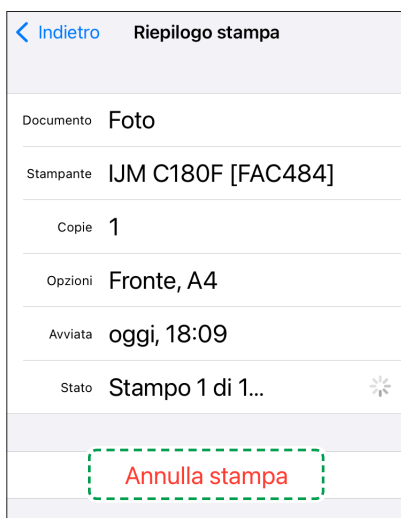 Indietro Riepilogo stampa
Documento Foto
Stampante IJM C180F [FAC484]
Copie 1
Opzioni Fronte, A4
Avviata oggi, 18:09
Stato Stampo 1 di 1...
Annulla stampa